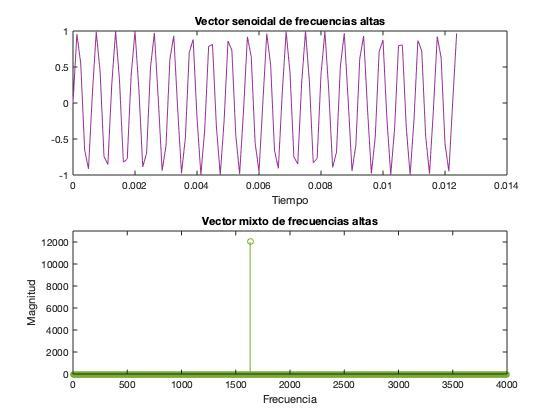 Vector senoidal de frecuencias altas
1
0.5
0
-0.5
-1
0 0.002 0.004 0.006 0.008 0.01 0.012 0.014
Tiempo
Vector mixto de frecuencias altas
12000
10000
8000
6000
4000
2000
0
Magnitud
0 500 1000 1500 2000 2500 3000 3500 4000
Frecuencia